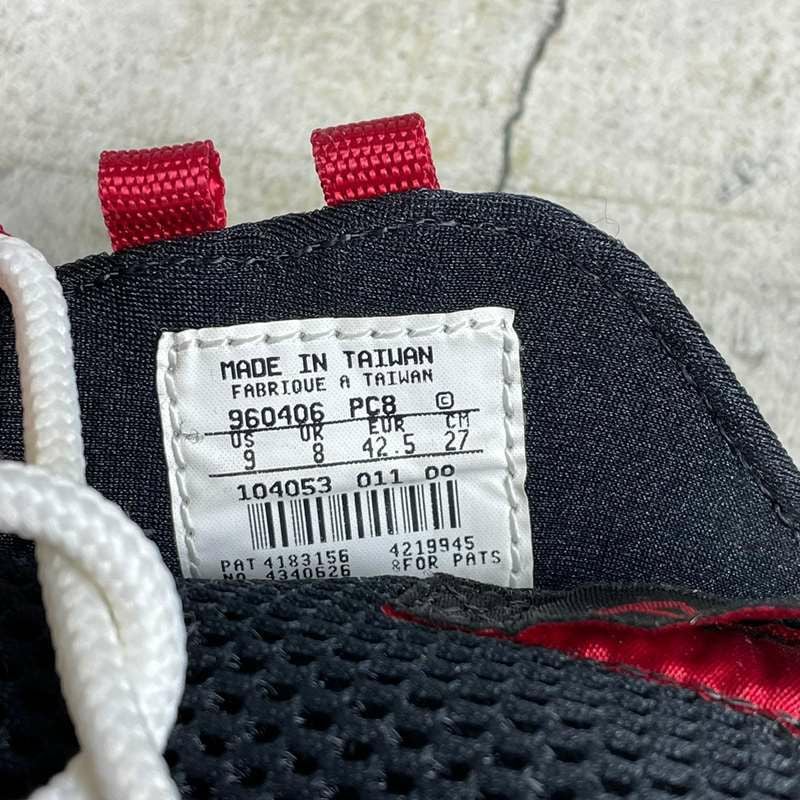 MADE IN TAIWAN
FABRIQUE A TAIWAN
960406 PC8 ©
US UK EUR CM
9 8 42.5 27
104053 011 00
PAT 4183156 4219945
NO. 4340626 &FOR PATS